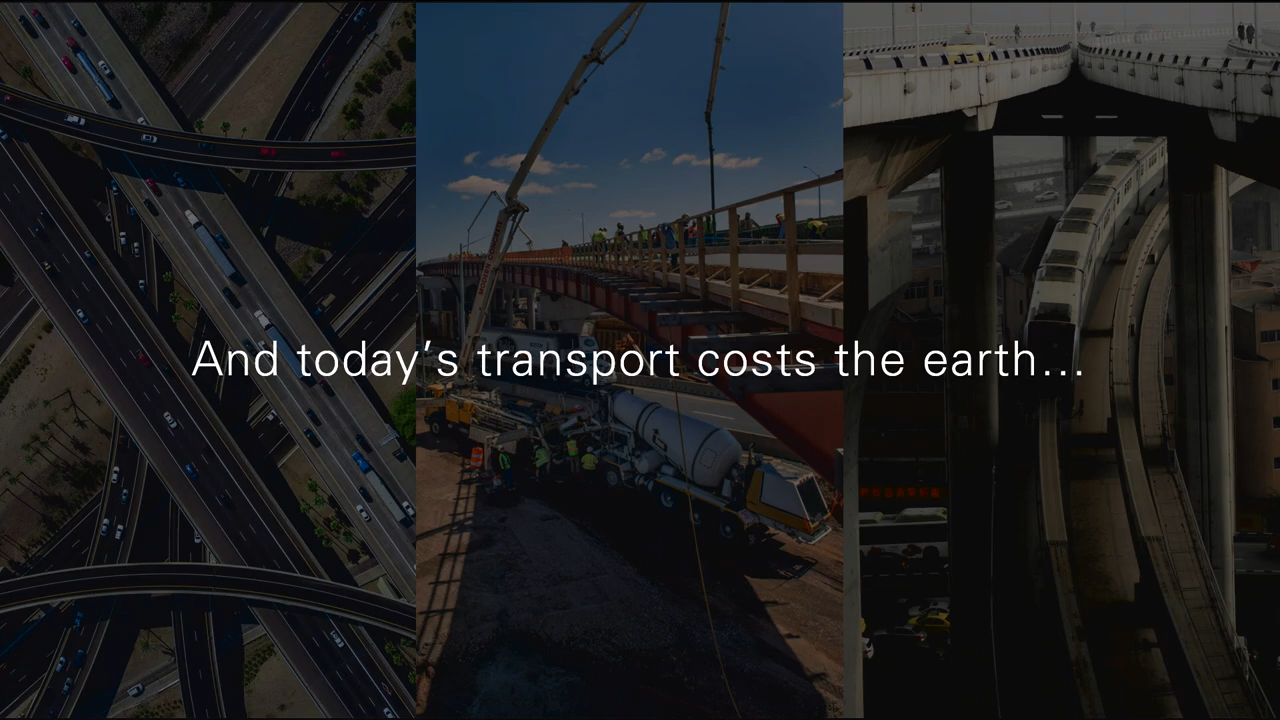 And today’s transport costs the earth…